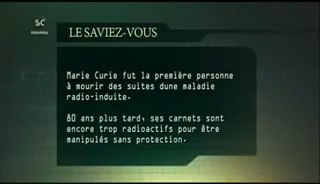 SC
nouveau
LE SAVIEZ-VOUS
Marie Curie fut la première personne
à mourir des suites dune maladie
radio-induite.
80 ans plus tard, ses carnets sont
encore trop radioactifs pour être
manipulés sans protection.